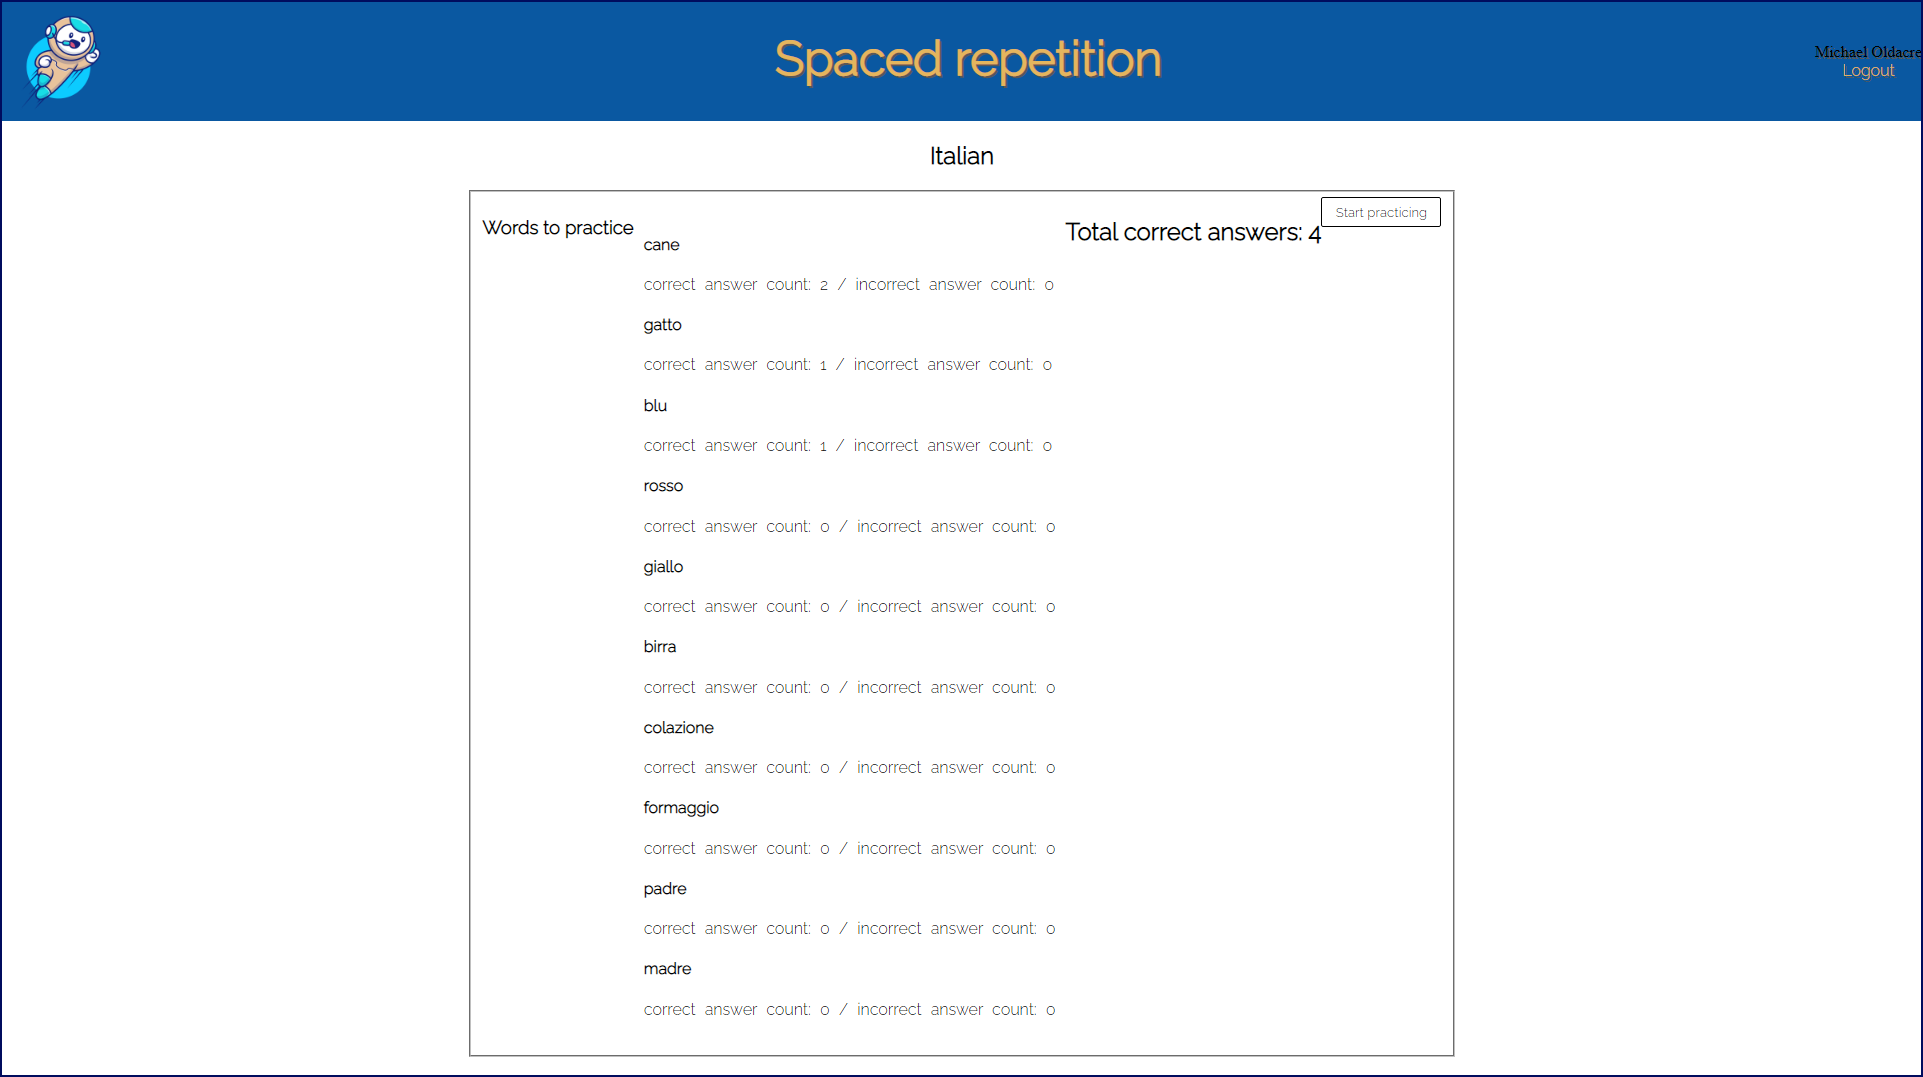 Spaced repetition
Michael Oldacre
Logout
Italian
Words to practice
cane
correct answer count: 2 / incorrect answer count: 0
gatto
correct answer count: 1 / incorrect answer count: 0
blu
correct answer count: 1 / incorrect answer count: 0
rosso
correct answer count: 0 / incorrect answer count: 0
giallo
correct answer count: 0 / incorrect answer count: 0
birra
correct answer count: 0 / incorrect answer count: 0
colazione
correct answer count: 0 / incorrect answer count: 0
formaggio
correct answer count: 0 / incorrect answer count: 0
padre
correct answer count: 0 / incorrect answer count: 0
madre
correct answer count: 0 / incorrect answer count: 0
Total correct answers: 4
Start practicing